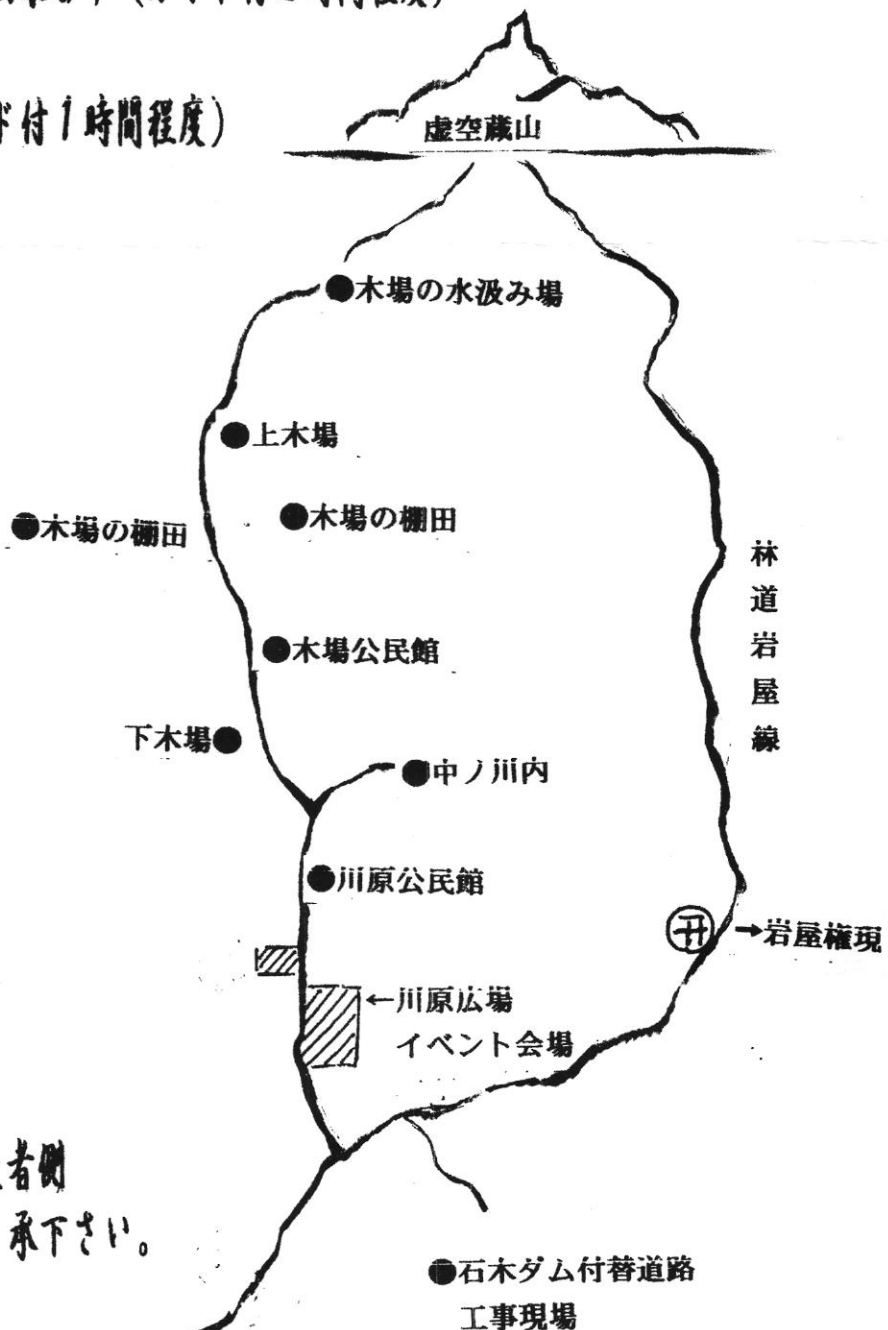 ド付1時間程度)
虚空蔵山
●木場の水汲み場
●上木場
●木場の棚田
●木場の棚田
●木場公民館
下木場●
●中ノ川内
林道岩屋線
●川原公民館
→岩屋権現
←川原広場
イベント会場
者側
承下さい。
●石木ダム付替道路
工事現場